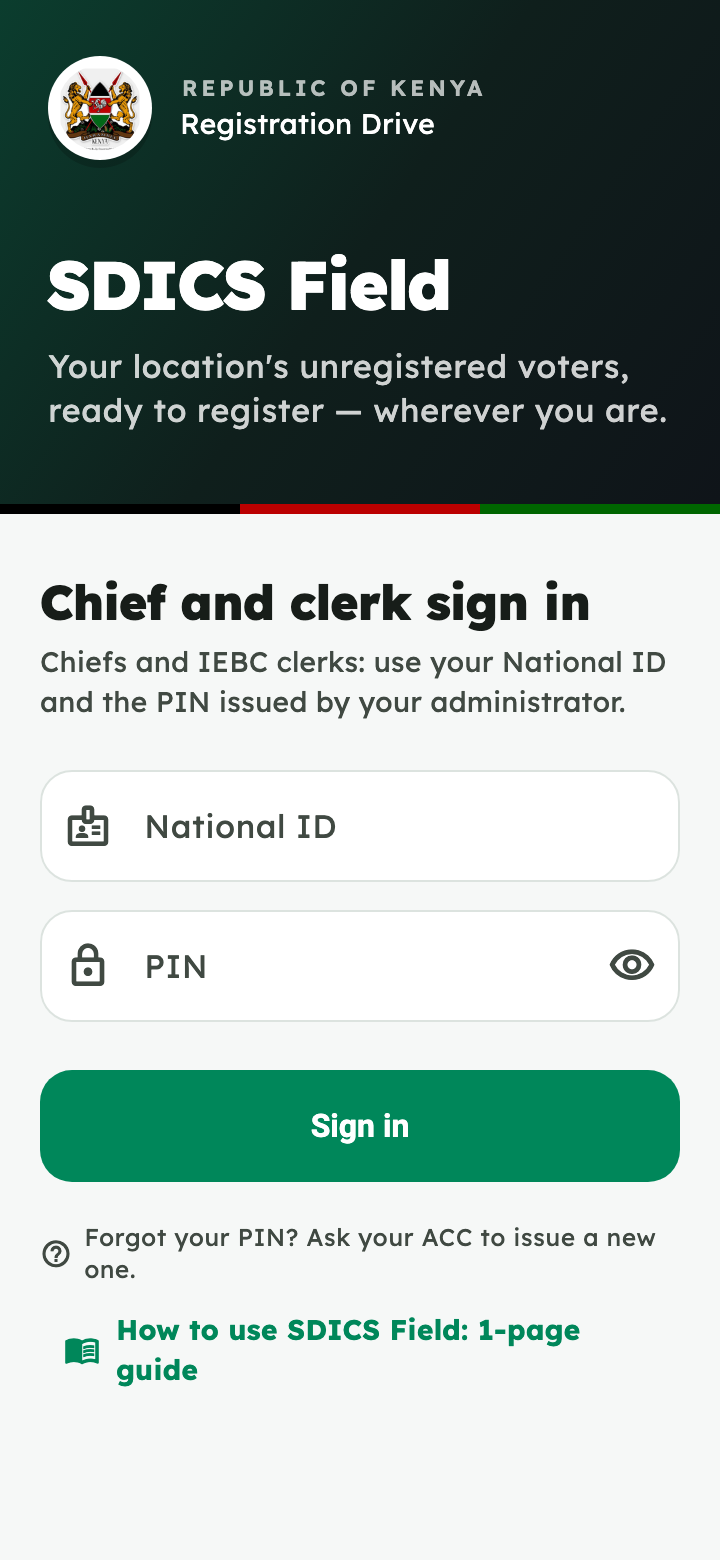 REPUBLIC OF KENYA
Registration Drive
SDICS Field
Your location's unregistered voters,
ready to register — wherever you are.
Chief and clerk sign in
Chiefs and IEBC clerks: use your National ID
and the PIN issued by your administrator.
National ID
PIN
Sign in
Forgot your PIN? Ask your ACC to issue a new
one.
How to use SDICS Field: 1-page
guide